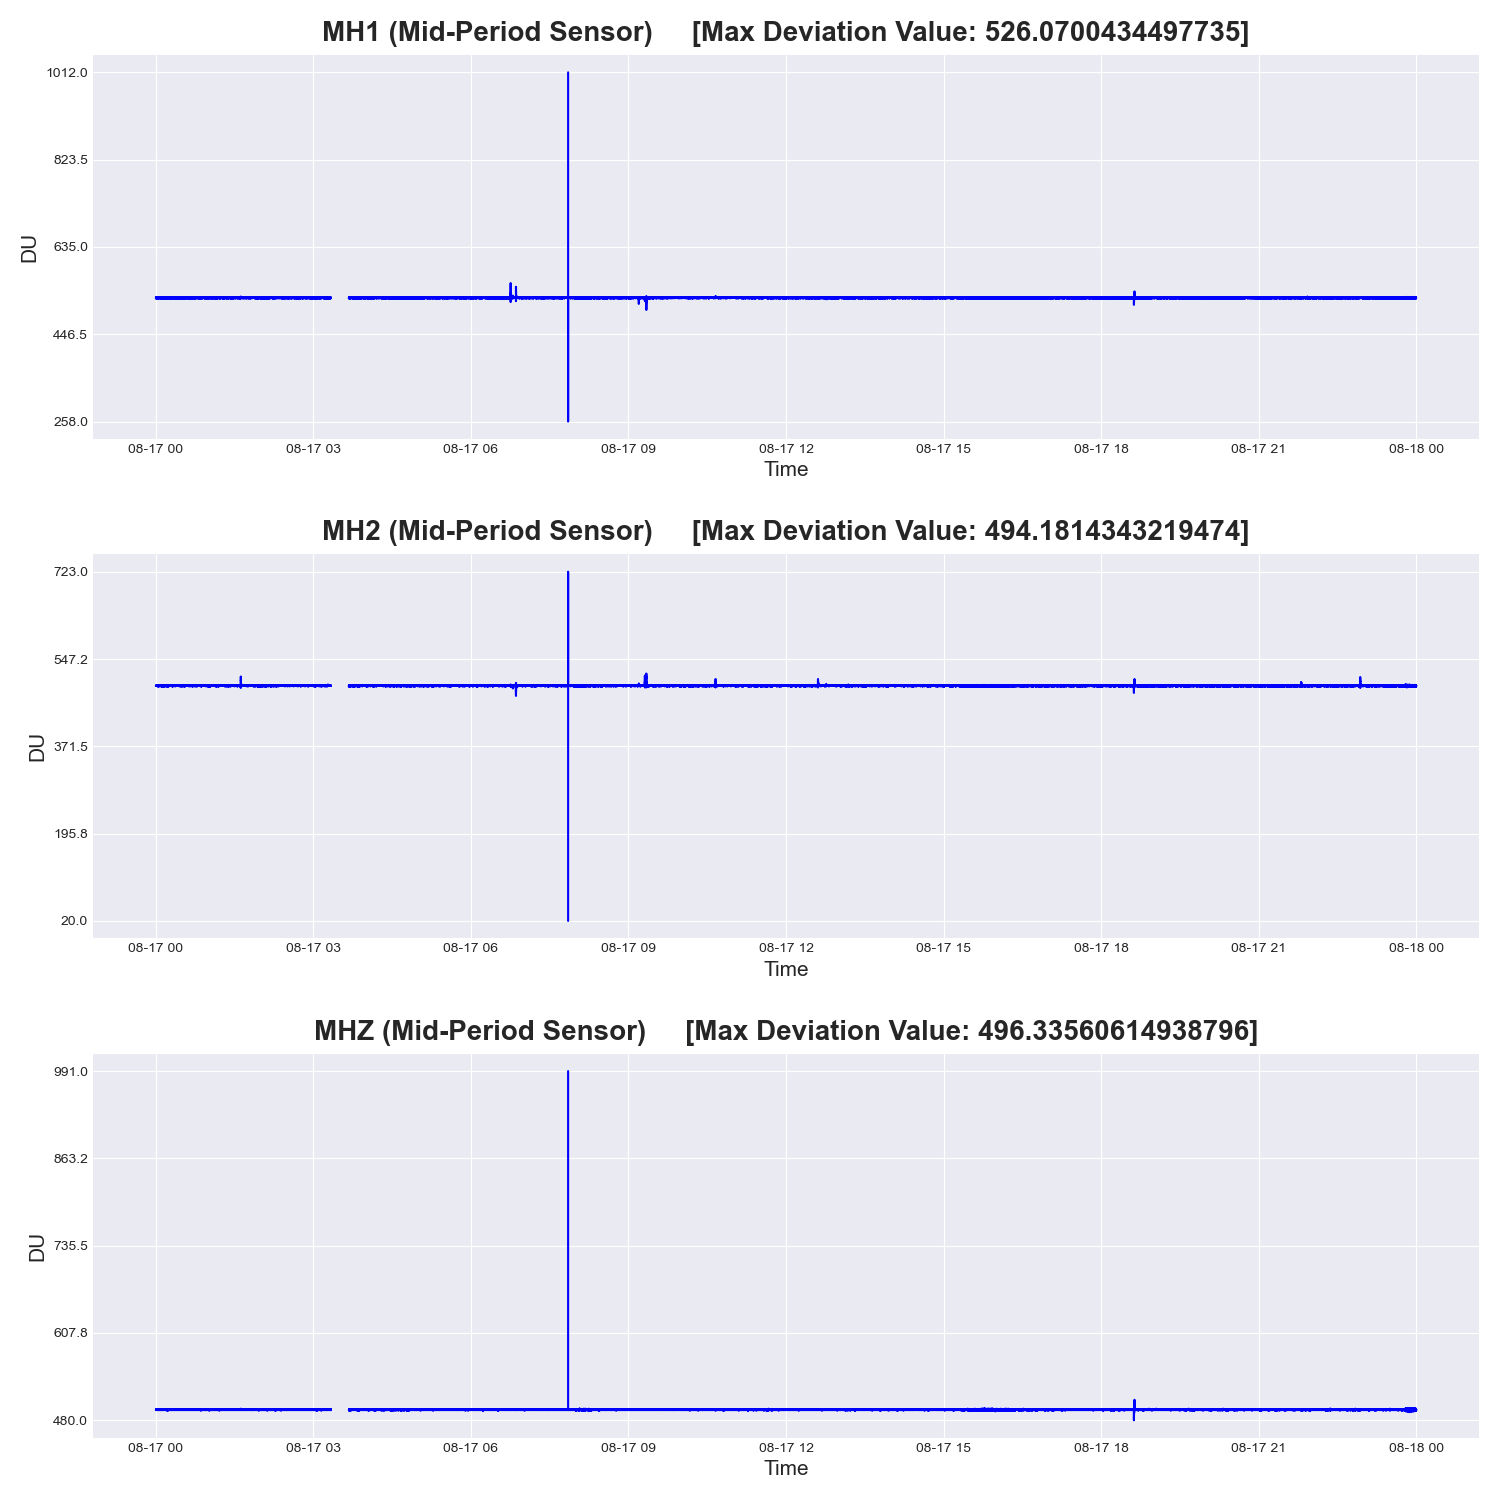 MH1 (Mid-Period Sensor) [Max Deviation Value: 526.0700434497735]
1012.0
823.5
635.0
446.5
258.0
DU
08-17 00 08-17 03 08-17 06 08-17 09 08-17 12 08-17 15 08-17 18 08-17 21 08-18 00
Time
MH2 (Mid-Period Sensor) [Max Deviation Value: 494.1814343219474]
723.0
547.2
371.5
195.8
20.0
DU
08-17 00 08-17 03 08-17 06 08-17 09 08-17 12 08-17 15 08-17 18 08-17 21 08-18 00
Time
MHZ (Mid-Period Sensor) [Max Deviation Value: 496.33560614938796]
991.0
863.2
735.5
607.8
480.0
DU
08-17 00 08-17 03 08-17 06 08-17 09 08-17 12 08-17 15 08-17 18 08-17 21 08-18 00
Time